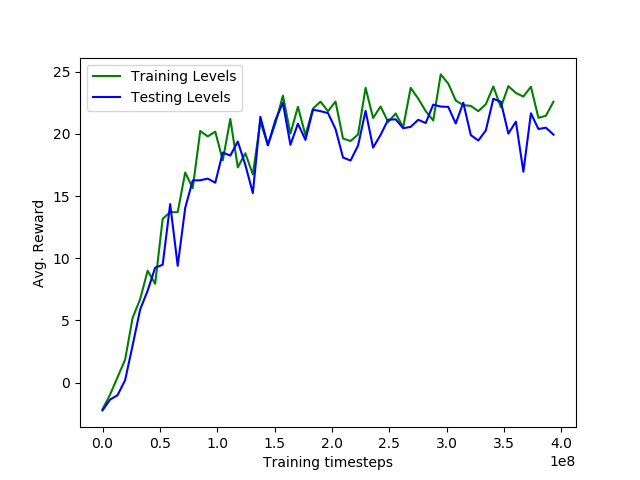 Training Levels
Testing Levels
25
20
15
10
5
0
Avg. Reward
0.0 0.5 1.0 1.5 2.0 2.5 3.0 3.5 4.0
1e8
Training timesteps